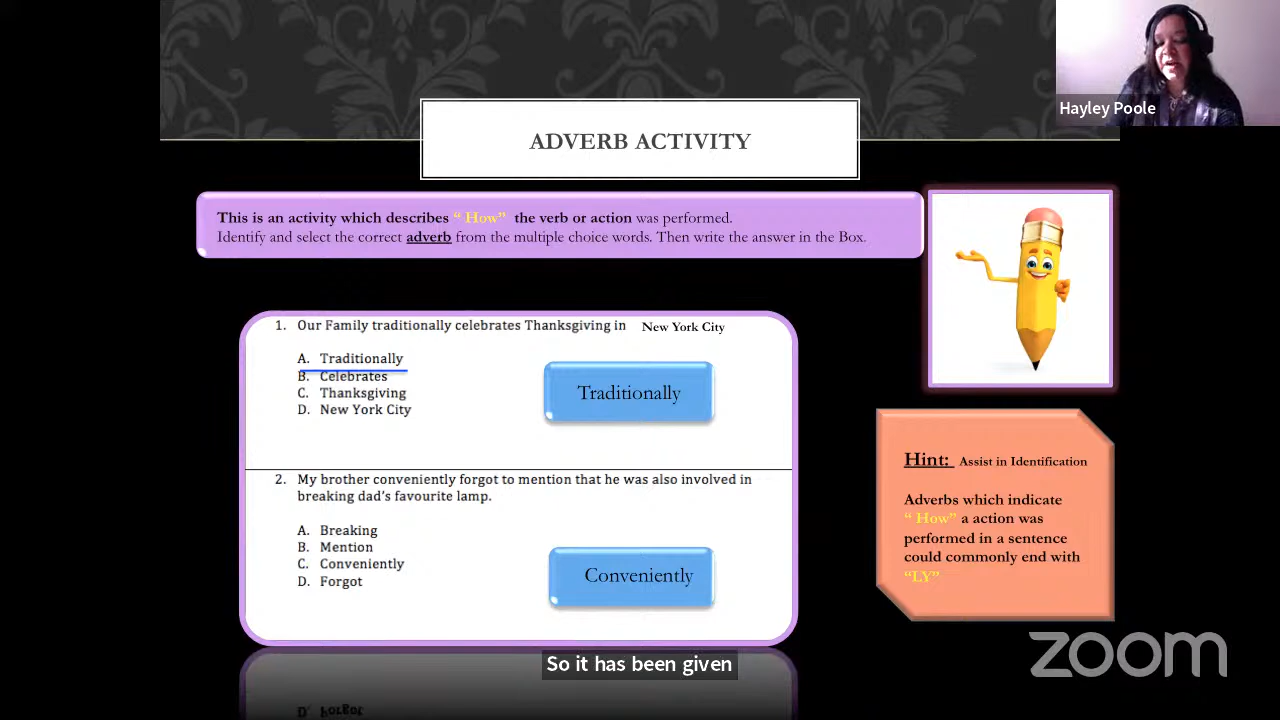 Hayley Poole
ADVERB ACTIVITY
This is an activity which describes “ How” the verb or action was performed.
Identify and select the correct adverb from the multiple choice words. Then write the answer in the Box.
1. Our Family traditionally celebrates Thanksgiving in New York City
A. Traditionally
B. Celebrates
C. Thanksgiving
D. New York City
Traditionally
2. My brother conveniently forgot to mention that he was also involved in
breaking dad’s favourite lamp.
A. Breaking
B. Mention
C. Conveniently
D. Forgot
Conveniently
Hint: Assist in Identification
Adverbs which indicate
“ How” a action was
performed in a sentence
could commonly end with
“LY”
So it has been given
zoom
D. Forgot